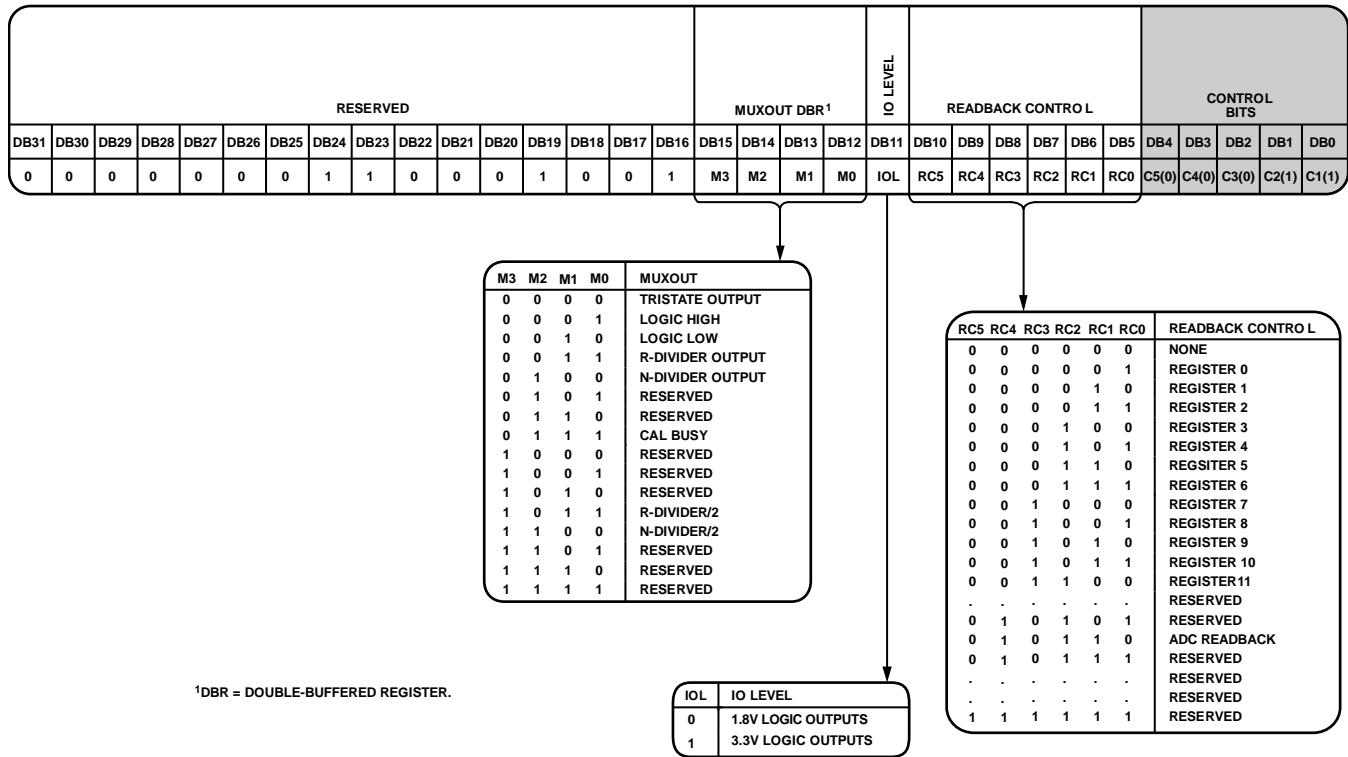 RESERVED MUXOUT DBR1 IO LEVEL READBACK CONTRO L CONTROL
BITS
DB31 DB30 DB29 DB28 DB27 DB26 DB25 DB24 DB23 DB22 DB21 DB20 DB19 DB18 DB17 DB16 DB15 DB14 DB13 DB12 DB11 DB10 DB9 DB8 DB7 DB6 DB5 DB4 DB3 DB2 DB1 DB0
0 0 0 0 0 0 0 1 1 0 0 0 1 0 0 1 M3 M2 M1 M0 IOL RC5 RC4 RC3 RC2 RC1 RC0 C5(0) C4(0) C3(0) C2(1) C1(1)
M3 M2 M1 M0 MUXOUT
0 0 0 0 TRISTATE OUTPUT
0 0 0 1 LOGIC HIGH
0 0 1 0 LOGIC LOW
0 0 1 1 R-DIVIDER OUTPUT
0 1 0 0 N-DIVIDER OUTPUT
0 1 0 1 RESERVED
0 1 1 0 RESERVED
0 1 1 1 CAL BUSY
1 0 0 0 RESERVED
1 0 0 1 RESERVED
1 0 1 0 RESERVED
1 0 1 1 R-DIVIDER/2
1 1 0 0 N-DIVIDER/2
1 1 0 1 RESERVED
1 1 1 0 RESERVED
1 1 1 1 RESERVED
RC5 RC4 RC3 RC2 RC1 RC0 READBACK CONTRO L
0 0 0 0 0 0 NONE
0 0 0 0 0 1 REGISTER 0
0 0 0 0 1 0 REGISTER 1
0 0 0 0 1 1 REGISTER 2
0 0 0 1 0 0 REGISTER 3
0 0 0 1 0 1 REGISTER 4
0 0 0 1 1 0 REGSITER 5
0 0 0 1 1 1 REGISTER 6
0 0 1 0 0 0 REGISTER 7
0 0 1 0 0 1 REGISTER 8
0 0 1 0 1 0 REGISTER 9
0 0 1 0 1 1 REGISTER 10
0 0 1 1 0 0 REGISTER11
. . . . . . RESERVED
0 1 0 1 0 1 RESERVED
0 1 0 1 1 0 ADC READBACK
0 1 0 1 1 1 RESERVED
. . . . . . RESERVED
. . . . . . RESERVED
1 1 1 1 1 1 RESERVED
1DBR = DOUBLE-BUFFERED REGISTER.
IOL IO LEVEL
0 1.8V LOGIC OUTPUTS
1 3.3V LOGIC OUTPUTS